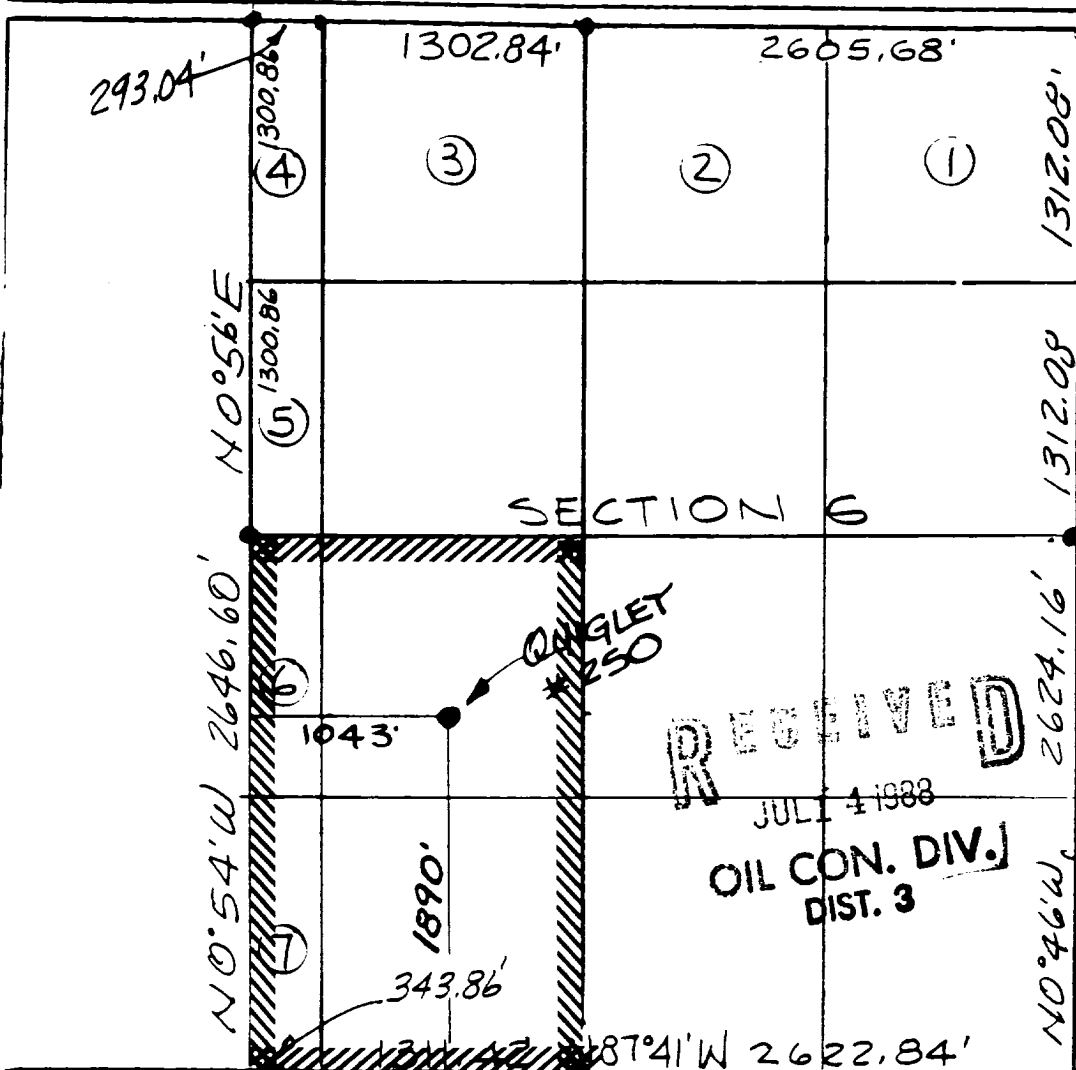 1302.84'
2605.68'
293.04'
1300.86
1312.08'
4
3
2
1
N0°56'E
1300.86
1312.08
5
SECTION 6
2646.60'
QUIGLET
* 250
2624.16'
6
1043'
RECEIVED
JUL 14 1988
OIL CON. DIV.
DIST. 3
N0°54'W
1890'
N0°46'W
7
343.86'
87°41'W 2622.84'